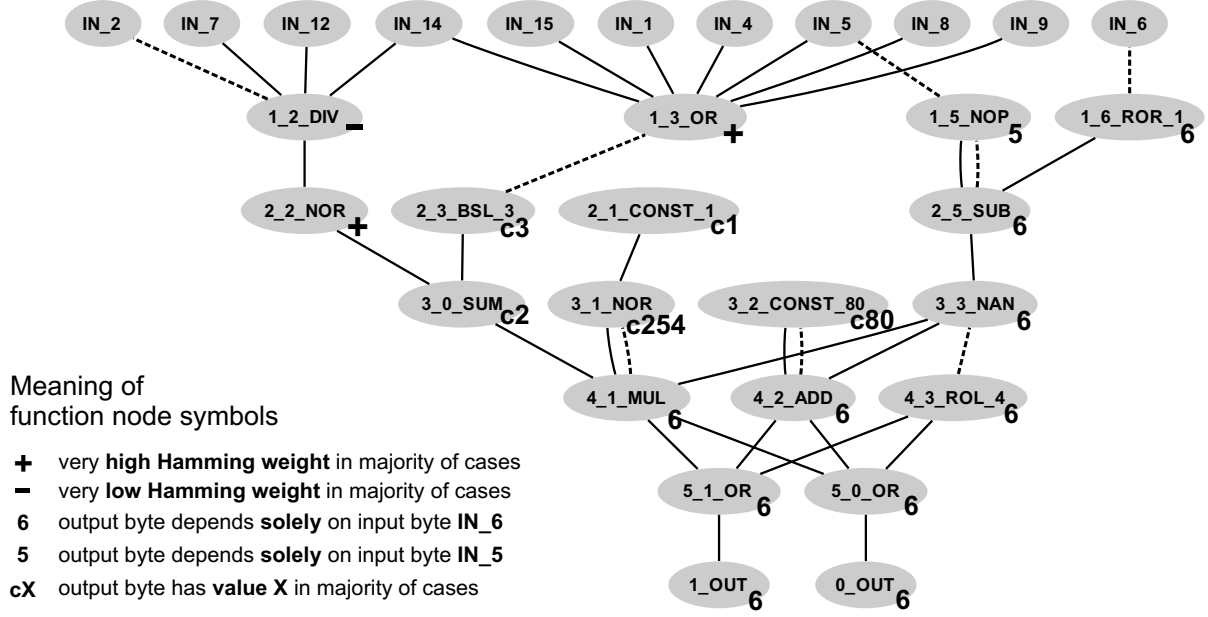 IN_2 IN_7 IN_12 IN_14 IN_15 IN_1 IN_4 IN_5 IN_8 IN_9 IN_6
1_2_DIV − 1_3_OR + 1_5_NOP 5 1_6_ROR_1 6
2_2_NOR + 2_3_BSL_3 c3 2_1_CONST_1 c1 2_5_SUB 6
3_0_SUM c2 3_1_NOR c254 3_2_CONST_80 c80 3_3_NAN 6
4_1_MUL 6 4_2_ADD 6 4_3_ROL_4 6
5_1_OR 6 5_0_OR 6
1_OUT 6 0_OUT 6
Meaning of
function node symbols
+ very high Hamming weight in majority of cases
− very low Hamming weight in majority of cases
6 output byte depends solely on input byte IN_6
5 output byte depends solely on input byte IN_5
cX output byte has value X in majority of cases